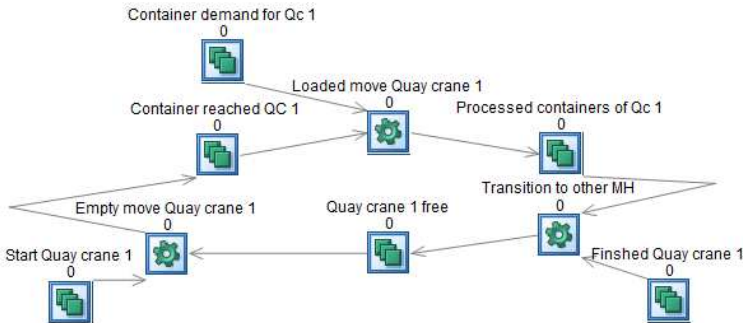 Container demand for Qc 1
0
Loaded move Quay crane 1
0
Container reached QC 1
0
Processed containers of Qc 1
0
Transition to other MH
0
Empty move Quay crane 1
0
Quay crane 1 free
0
Start Quay crane 1
0
Finshed Quay crane 1
0